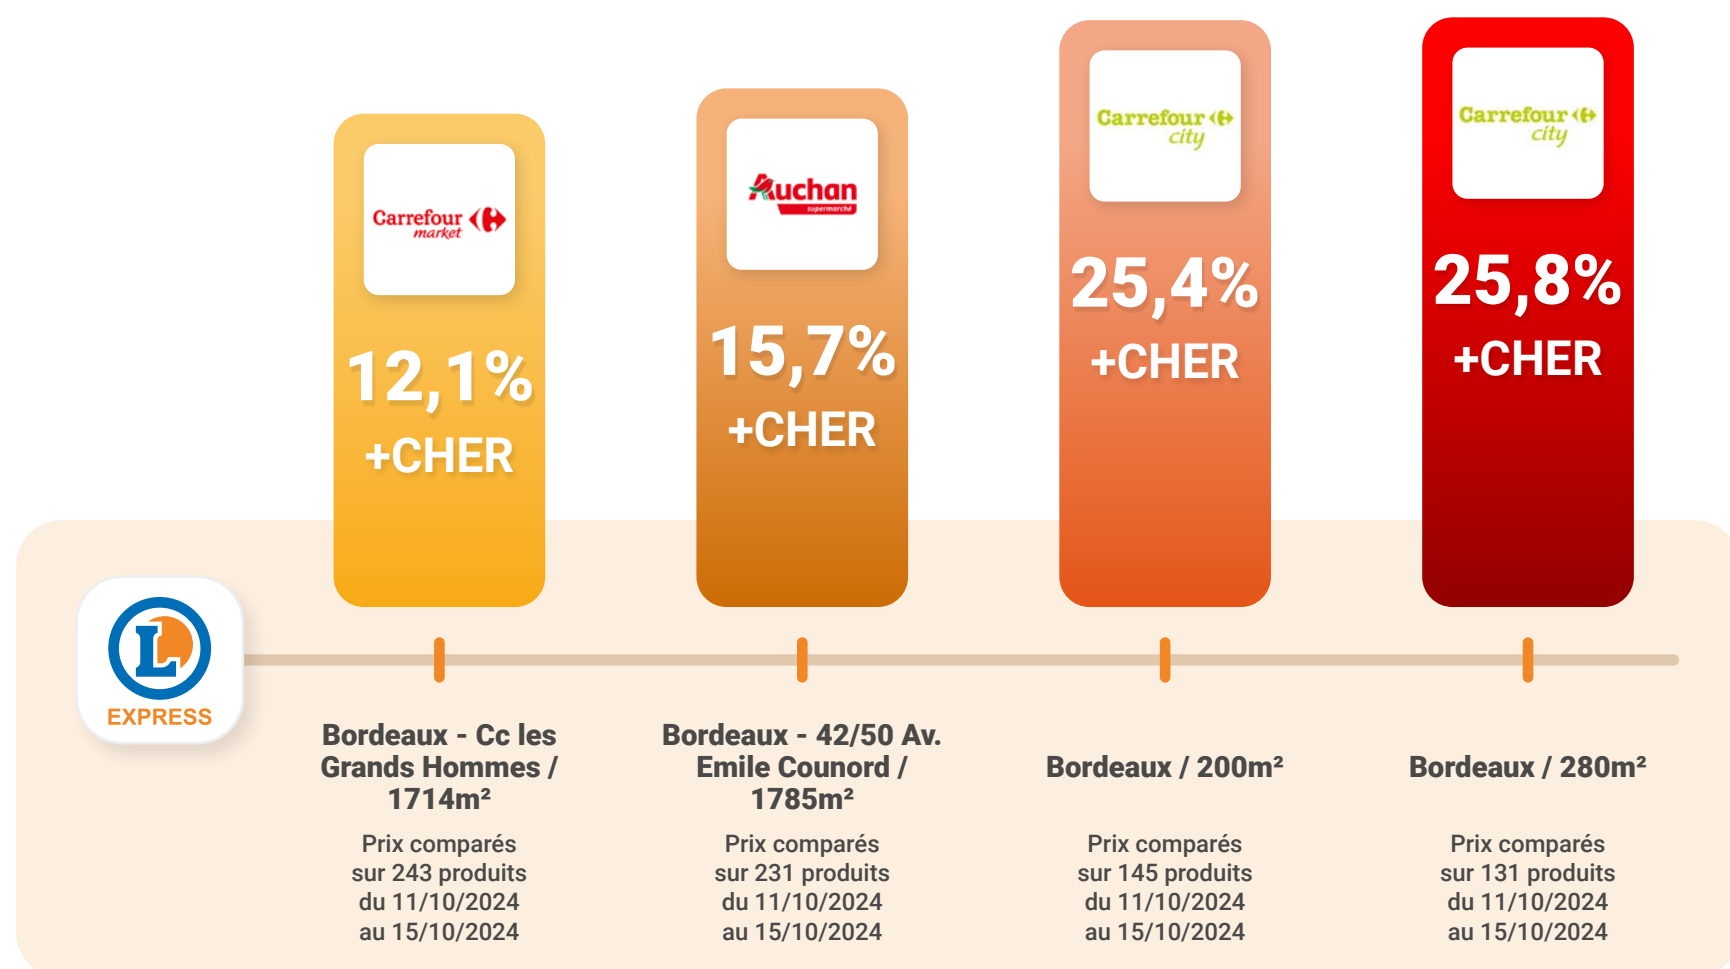 Carrefour
market
12,1%
+CHER
Auchan
supermarché
15,7%
+CHER
Carrefour
city
25,4%
+CHER
Carrefour
city
25,8%
+CHER
L
EXPRESS
Bordeaux - Cc les
Grands Hommes /
1714m²
Prix comparés
sur 243 produits
du 11/10/2024
au 15/10/2024
Bordeaux - 42/50 Av.
Emile Counord /
1785m²
Prix comparés
sur 231 produits
du 11/10/2024
au 15/10/2024
Bordeaux / 200m²
Prix comparés
sur 145 produits
du 11/10/2024
au 15/10/2024
Bordeaux / 280m²
Prix comparés
sur 131 produits
du 11/10/2024
au 15/10/2024